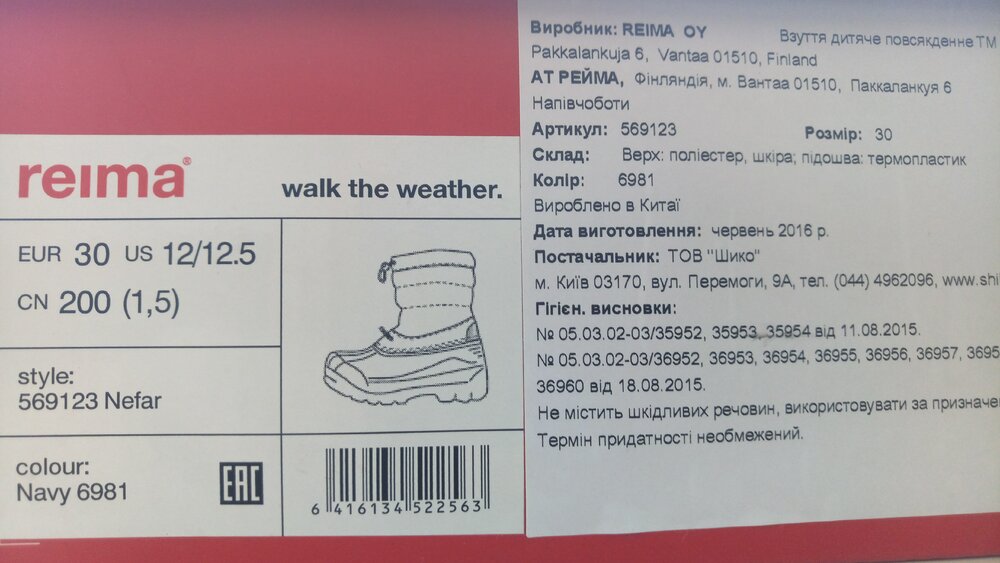 reima®
walk the weather.
EUR 30 US 12/12.5
CN 200 (1,5)
style:
569123 Nefar
colour:
Navy 6981
EAC
6 416134 522563
Виробник: REIMA OY Взуття дитяче повсякденне ТМ
Pakkalankuja 6, Vantaa 01510, Finland
АТ РЕЙМА, Фінляндія, м. Вантаа 01510, Паккаланкуя 6
Напівчоботи
Артикул: 569123 Розмір: 30
Склад: Верх: поліестер, шкіра; підошва: термопластик
Колір: 6981
Вироблено в Китаї
Дата виготовлення: червень 2016 р.
Постачальник: ТОВ "Шико"
м. Київ 03170, вул. Перемоги, 9А, тел. (044) 4962096, www.shi
Гігієн. висновки:
№ 05.03.02-03/35952, 35953, 35954 від 11.08.2015.
№ 05.03.02-03/36952, 36953, 36954, 36955, 36956, 36957, 3695
36960 від 18.08.2015.
Не містить шкідливих речовин, використовувати за призначе
Термін придатності необмежений.